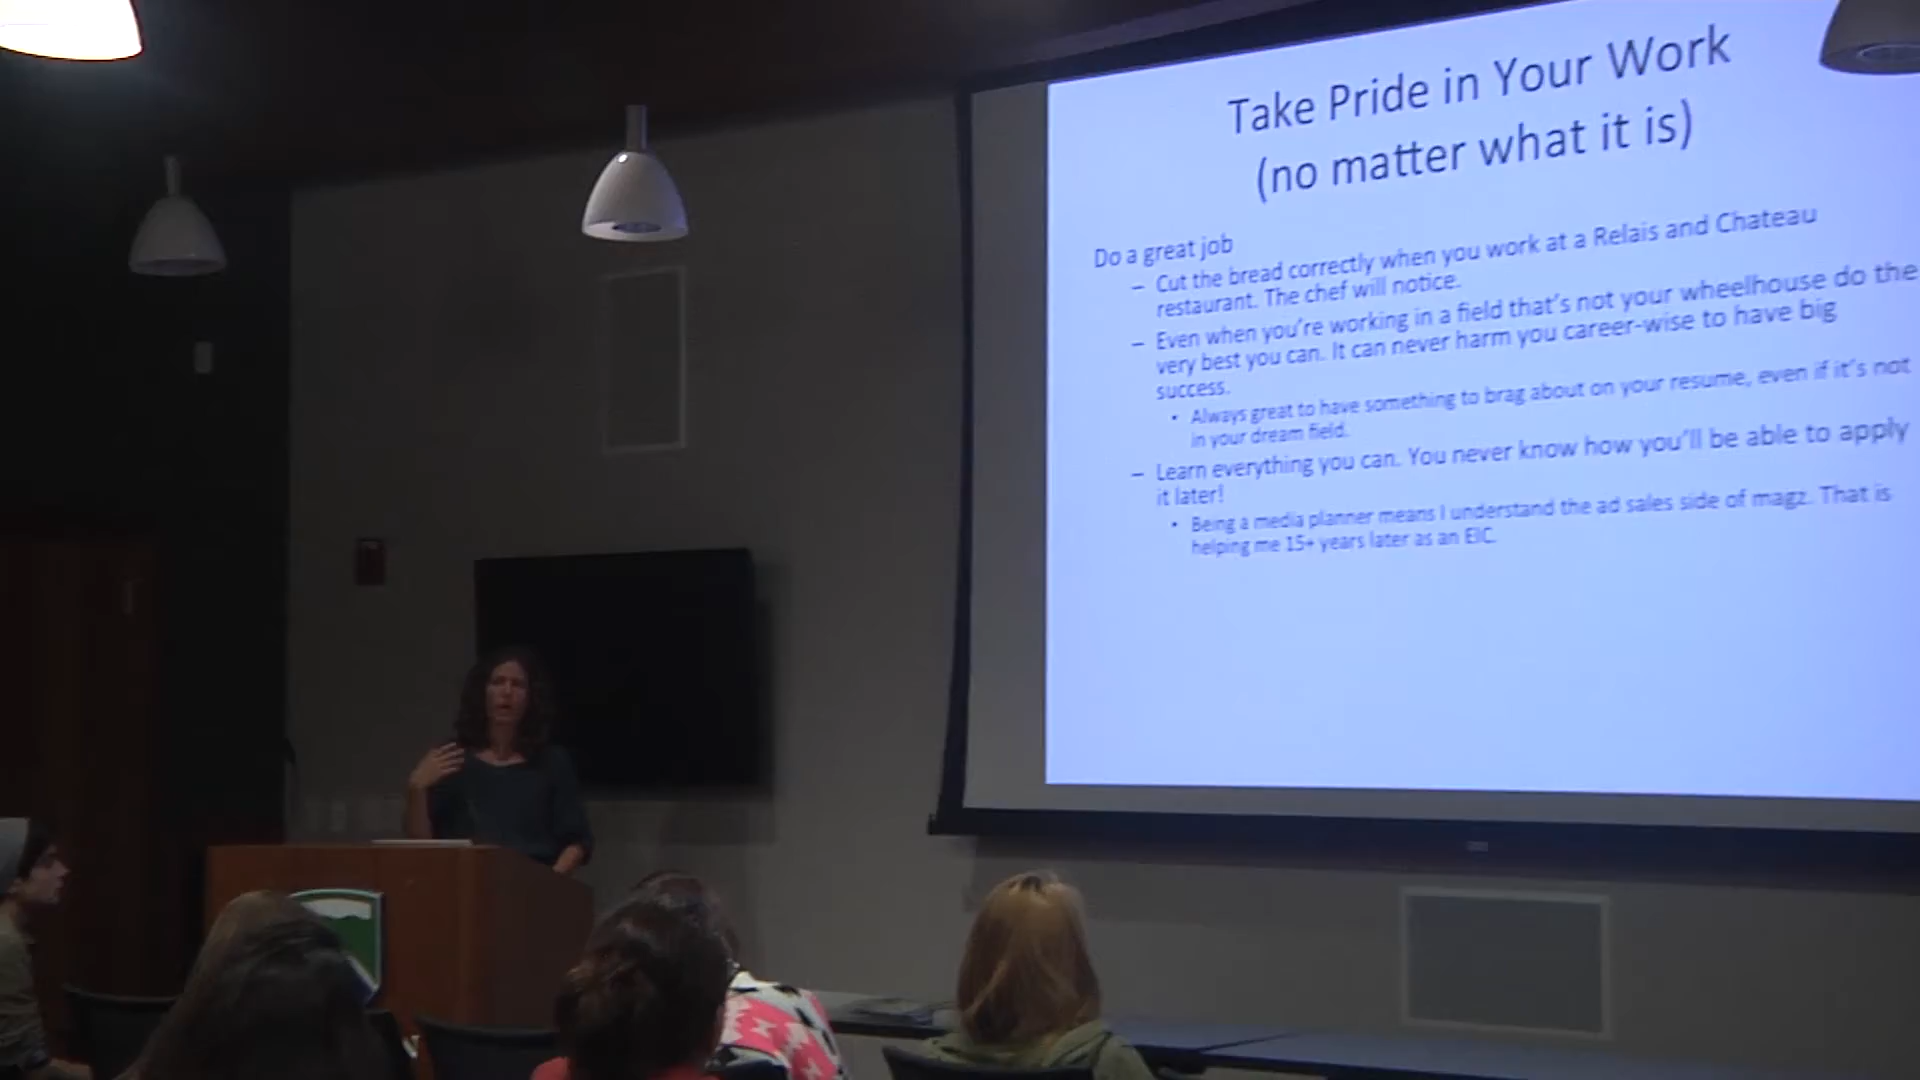 Take Pride in Your Work
(no matter what it is)
Do a great job
– Cut the bread correctly when you work at a Relais and Chateau
restaurant. The chef will notice.
– Even when you're working in a field that's not your wheelhouse do the
very best you can. It can never harm you career-wise to have big
success.
• Always great to have something to brag about on your resume, even if it's not
in your dream field.
– Learn everything you can. You never know how you'll be able to apply
it later!
• Being a media planner means I understand the ad sales side of magz. That is
helping me 15+ years later as an EIC.